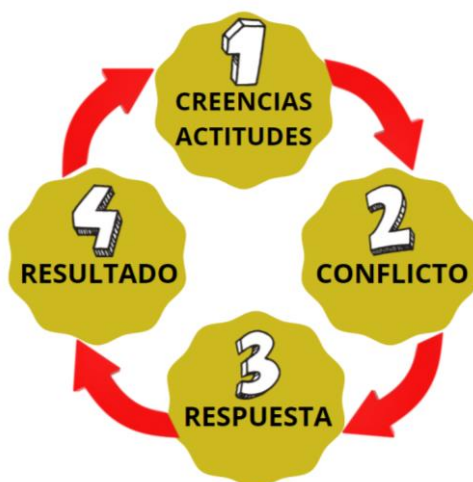 1
CREENCIAS
ACTITUDES
2
CONFLICTO
3
RESPUESTA
4
RESULTADO